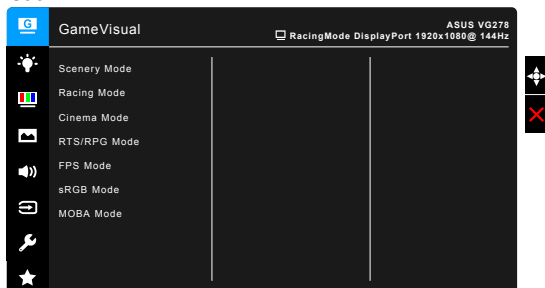 G
GameVisual
ASUS VG278
RacingMode DisplayPort 1920x1080@ 144Hz
Scenery Mode
Racing Mode
Cinema Mode
RTS/RPG Mode
FPS Mode
sRGB Mode
MOBA Mode